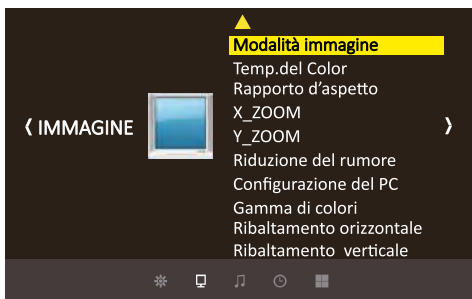 Modalità immagine
Temp.del Color
Rapporto d'aspetto
X_ZOOM
⟨ IMMAGINE ⟩
Y_ZOOM
Riduzione del rumore
Configurazione del PC
Gamma di colori
Ribaltamento orizzontale
Ribaltamento verticale